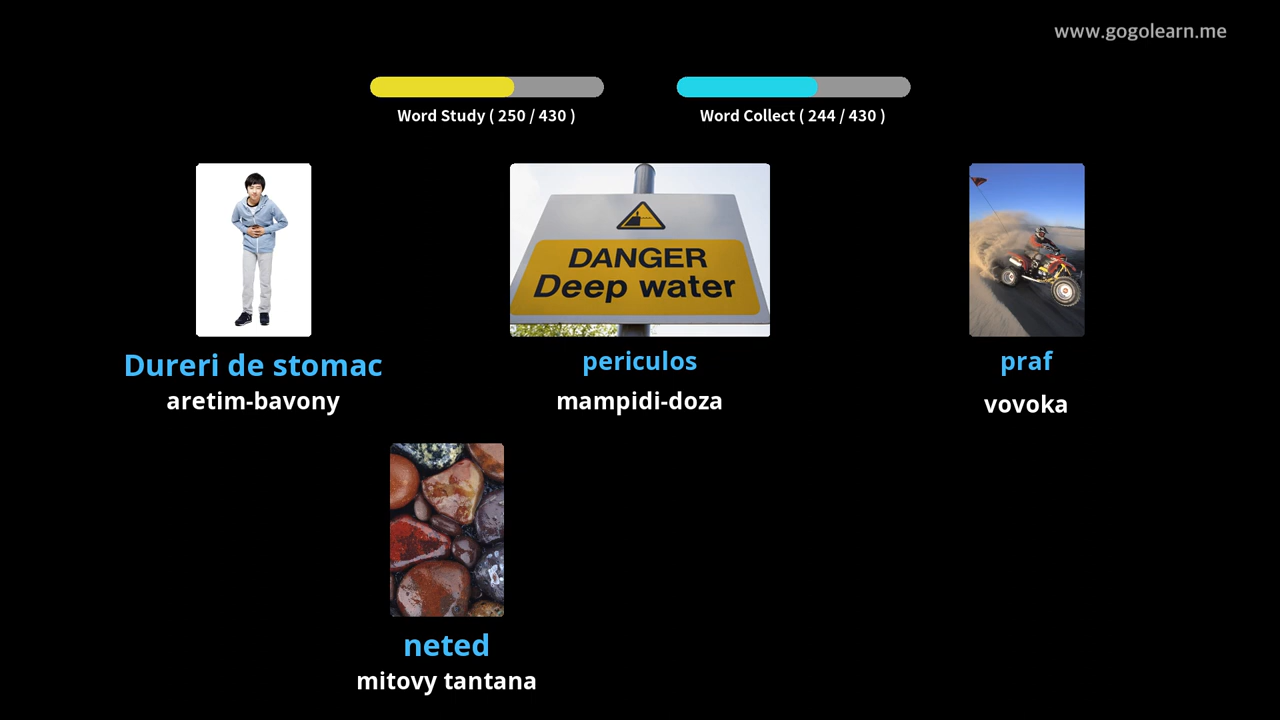 www.gogolearn.me
Word Study ( 250 / 430 )
Word Collect ( 244 / 430 )
DANGER
Deep water
Dureri de stomac
aretim-bavony
periculos
mampidi-doza
praf
vovoka
neted
mitovy tantana